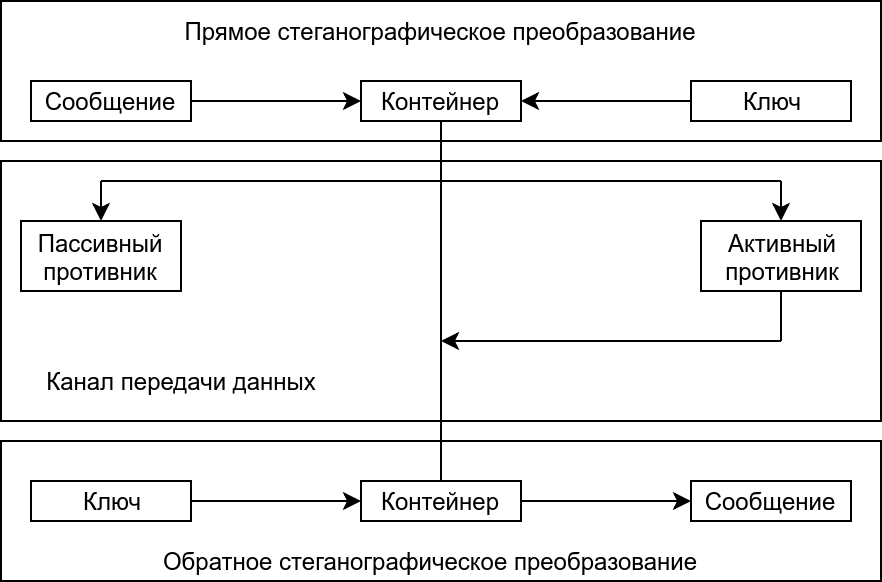 Прямое стеганографическое преобразование
Сообщение
Контейнер
Ключ
Пассивный
противник
Активный
противник
Канал передачи данных
Ключ
Контейнер
Сообщение
Обратное стеганографическое преобразование